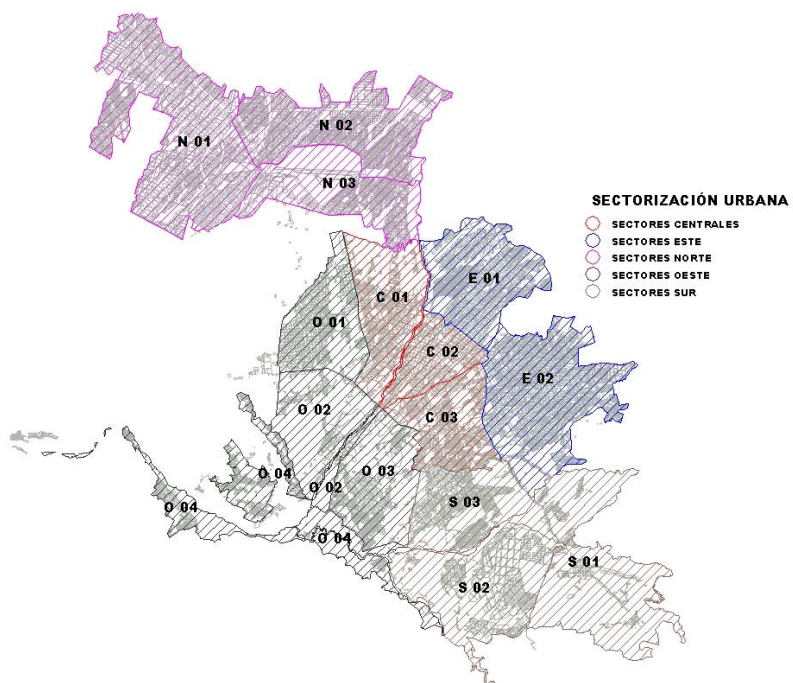 N 01
N 02
N 03
SECTORIZACIÓN URBANA
SECTORES CENTRALES
SECTORES ESTE
SECTORES NORTE
SECTORES OESTE
SECTORES SUR
E 01
C 01
O 01
C 02
E 02
O 02
C 03
O 04
O 03
O 02
S 03
O 04
O 04
S 01
S 02